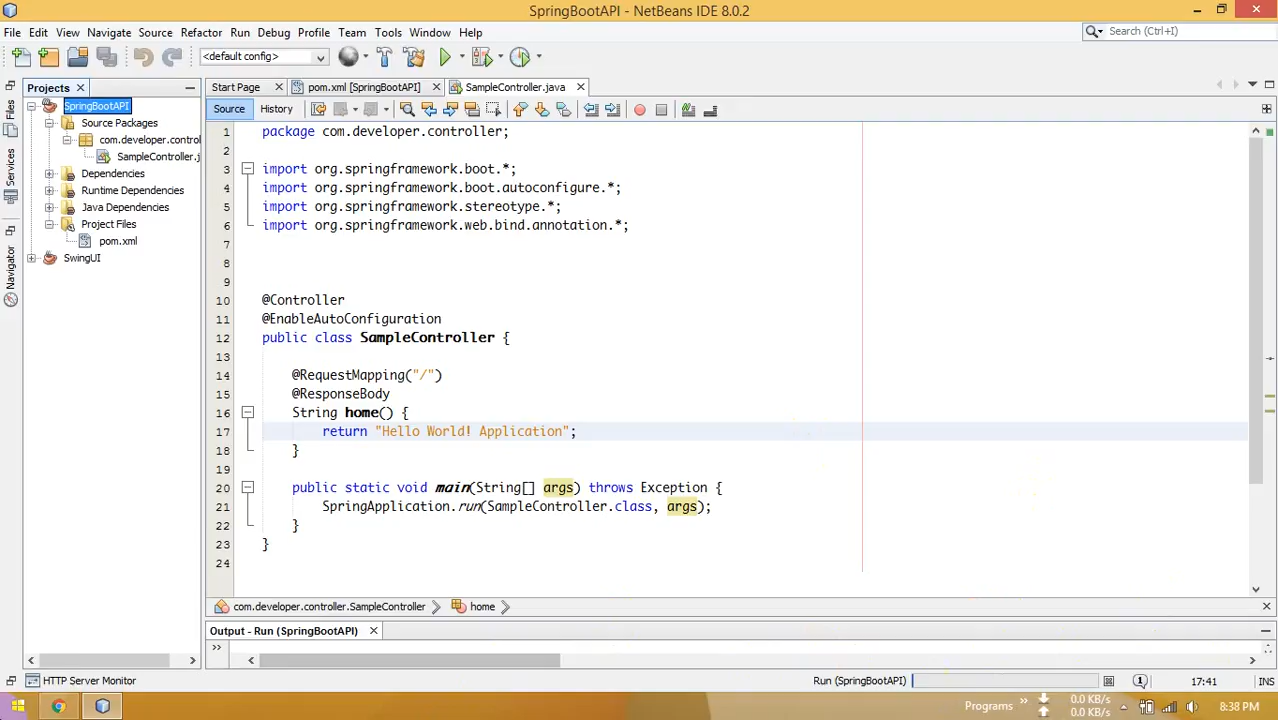 SpringBootAPI - NetBeans IDE 8.0.2
File Edit View Navigate Source Refactor Run Debug Profile Team Tools Window Help
Search (Ctrl+I)
<default config>
Projects
Start Page
pom.xml [SpringBootAPI]
SampleController.java
Source History
Files
Services
Navigator
SpringBootAPI
Source Packages
com.developer.control
SampleController.j
Dependencies
Runtime Dependencies
Java Dependencies
Project Files
pom.xml
SwingUI
1 package com.developer.controller;
2
3 import org.springframework.boot.*;
4 import org.springframework.boot.autoconfigure.*;
5 import org.springframework.stereotype.*;
6 import org.springframework.web.bind.annotation.*;
7
8
9
10 @Controller
11 @EnableAutoConfiguration
12 public class SampleController {
13
14 @RequestMapping("/")
15 @ResponseBody
16 String home() {
17 return "Hello World! Application";
18 }
19
20 public static void main(String[] args) throws Exception {
21 SpringApplication.run(SampleController.class, args);
22 }
23 }
24
com.developer.controller.SampleController
home
Output - Run (SpringBootAPI)
HTTP Server Monitor
Run (SpringBootAPI)
17:41
INS
Programs
0.0 KB/s
0.0 KB/s
8:38 PM